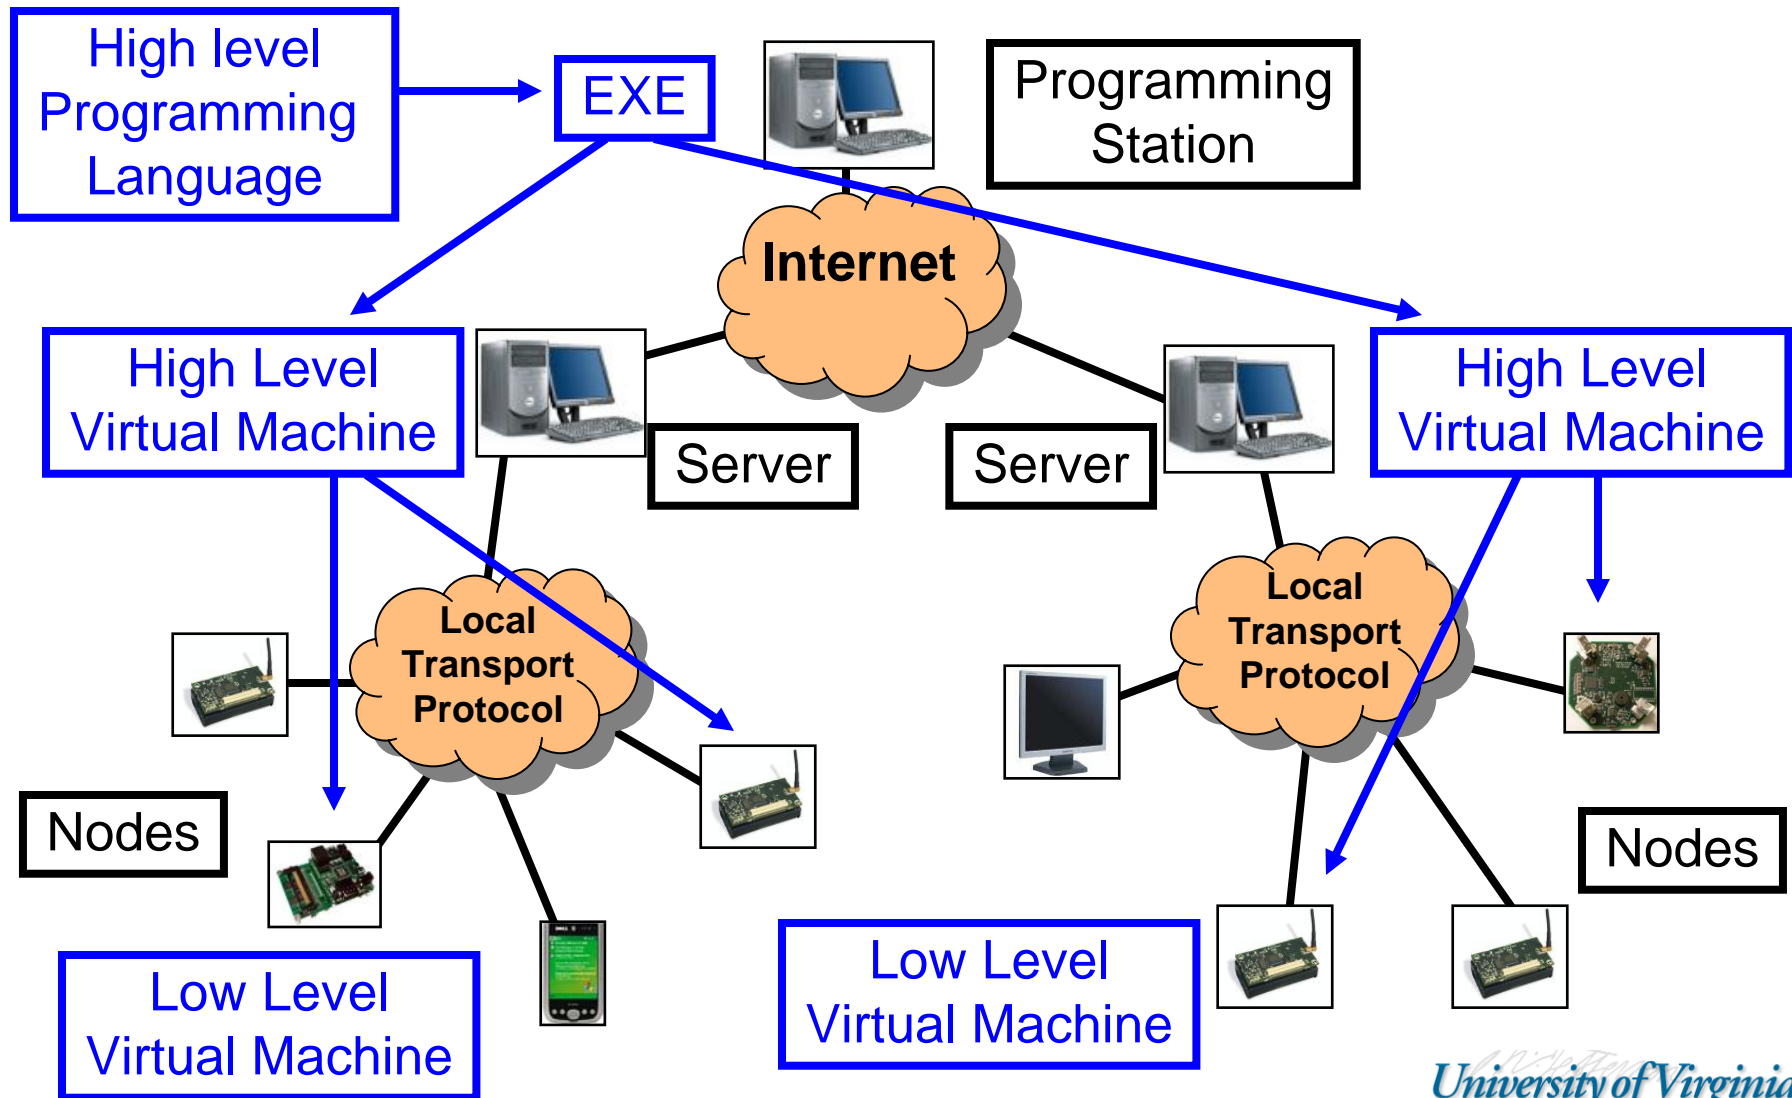 High level
Programming
Language
EXE
Programming
Station
Internet
High Level
Virtual Machine
Server
Server
High Level
Virtual Machine
Local
Transport
Protocol
Local
Transport
Protocol
Nodes
Nodes
Low Level
Virtual Machine
Low Level
Virtual Machine
DELL
University of Virginia